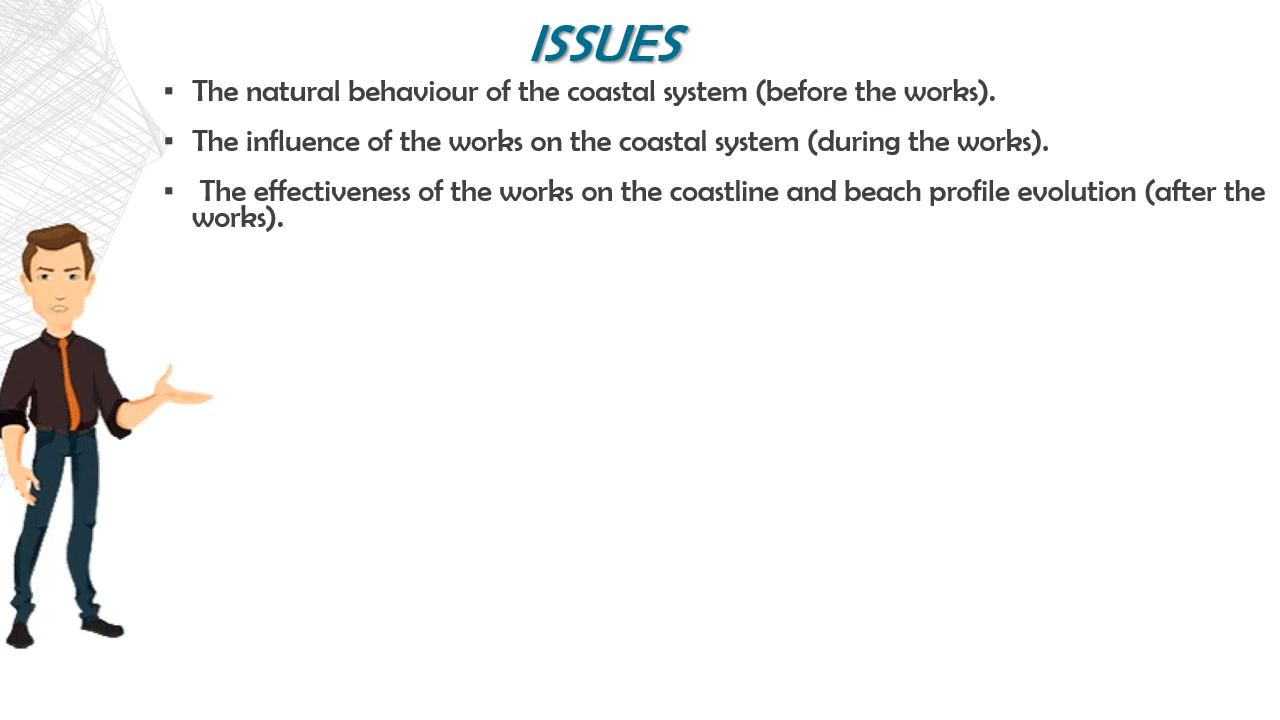 ISSUES
▪ The natural behaviour of the coastal system (before the works).
▪ The influence of the works on the coastal system (during the works).
▪ The effectiveness of the works on the coastline and beach profile evolution (after the
works).